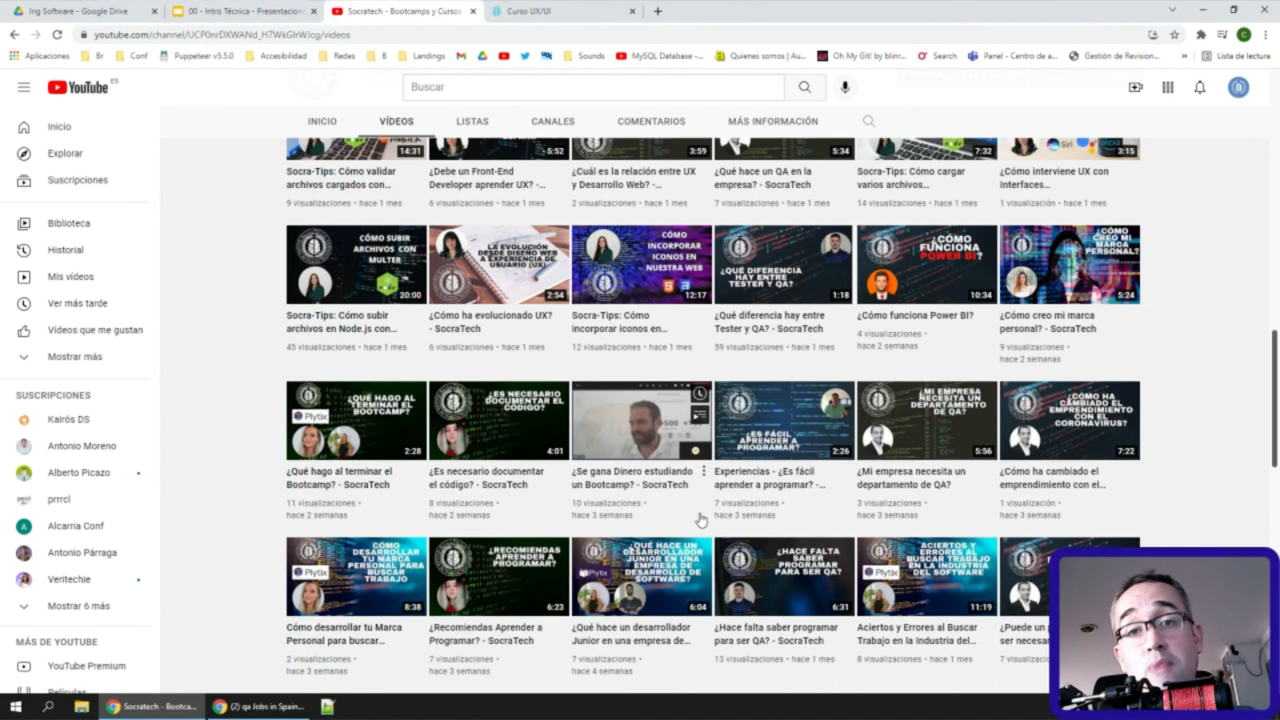 Ing Software - Google Drive
00 - Intro Técnica - Presentacion
Socratech - Bootcamps y Cursos
Curso UX/UI
youtube.com/channel/UCP0nrDXWANd_H7WkGIrWJcg/videos
Aplicaciones
Br
Conf
Puppeteer v5.5.0
Accesibilidad
Redes
B
Landings
Sounds
MySQL Database -...
Quienes somos | Au...
Oh My Git! by blinr...
Search
Panel - Centro de a...
Gestión de Revision...
Lista de lectura
YouTube ES
Buscar
INICIO
VÍDEOS
LISTAS
CANALES
COMENTARIOS
MÁS INFORMACIÓN
Inicio
Explorar
Suscripciones
Biblioteca
Historial
Mis vídeos
Ver más tarde
Vídeos que me gustan
Mostrar más
SUSCRIPCIONES
Kairós DS
Antonio Moreno
Alberto Picazo
prrrcl
Alcarria Conf
Antonio Párraga
Veritechie
Mostrar 6 más
MÁS DE YOUTUBE
YouTube Premium
Películas
14:31
5:52
3:59
5:34
7:32
Siri
3:15
Socra-Tips: Cómo validar
archivos cargados con...
9 visualizaciones • hace 1 mes
¿Debe un Front-End
Developer aprender UX? -...
6 visualizaciones • hace 1 mes
¿Cuál es la relación entre UX
y Desarrollo Web? -...
2 visualizaciones • hace 1 mes
¿Qué hace un QA en la
empresa? - SocraTech
7 visualizaciones • hace 1 mes
Socra-Tips: Cómo cargar
varios archivos...
14 visualizaciones • hace 1 mes
¿Cómo interviene UX con
Interfaces...
1 visualización • hace 1 mes
CÓMO SUBIR
ARCHIVOS CON
MULTER
20:00
LA EVOLUCIÓN
DESDE DISEÑO WEB
A EXPERIENCIA DE
USUARIO (UX)
2:54
CÓMO
INCORPORAR
ICONOS EN
NUESTRA WEB
12:17
¿QUÉ DIFERENCIA
HAY ENTRE
TESTER Y QA?
1:18
¿CÓMO
FUNCIONA
POWER BI?
10:34
¿CÓMO
CREO MI
MARCA
PERSONAL?
5:24
Socra-Tips: Cómo subir
archivos en Node.js con...
45 visualizaciones • hace 1 mes
¿Cómo ha evolucionado UX?
- SocraTech
6 visualizaciones • hace 1 mes
Socra-Tips: Cómo
incorporar iconos en...
12 visualizaciones • hace 1 mes
¿Qué diferencia hay entre
Tester y QA? - SocraTech
59 visualizaciones • hace 1 mes
¿Cómo funciona Power BI?
4 visualizaciones •
hace 2 semanas
¿Cómo creo mi marca
personal? - SocraTech
9 visualizaciones •
hace 2 semanas
¿QUÉ HAGO AL
TERMINAR EL
BOOTCAMP?
Plytix
2:28
¿ES NECESARIO
DOCUMENTAR EL
CÓDIGO?
4:01
¿ES FÁCIL
APRENDER A
PROGRAMAR?
2:26
¿MI EMPRESA
NECESITA UN
DEPARTAMENTO
DE QA?
5:56
¿CÓMO HA
CAMBIADO EL
EMPRENDIMIENTO
CON EL
CORONAVIRUS?
7:22
¿Qué hago al terminar el
Bootcamp? - SocraTech
11 visualizaciones •
hace 2 semanas
¿Es necesario documentar
el código? - SocraTech
8 visualizaciones •
hace 2 semanas
¿Se gana Dinero estudiando
un Bootcamp? - SocraTech
10 visualizaciones •
hace 3 semanas
Experiencias - ¿Es fácil
aprender a programar? -...
7 visualizaciones •
hace 3 semanas
¿Mi empresa necesita un
departamento de QA?
3 visualizaciones •
hace 3 semanas
¿Cómo ha cambiado el
emprendimiento con el...
1 visualización •
hace 3 semanas
CÓMO
DESARROLLAR
TU MARCA
PERSONAL PARA
BUSCAR
TRABAJO
Plytix
8:38
¿RECOMIENDAS
APRENDER A
PROGRAMAR?
6:23
¿QUÉ HACE UN
DESARROLLADOR
JUNIOR EN UNA
EMPRESA DE
DESARROLLO DE
SOFTWARE?
Plytix
6:04
¿HACE FALTA
SABER
PROGRAMAR
PARA SER QA?
6:31
ACIERTOS Y
ERRORES AL
BUSCAR TRABAJO
EN LA INDUSTRIA
DEL SOFTWARE
Plytix
11:19
Cómo desarrollar tu Marca
Personal para buscar...
2 visualizaciones •
hace 3 semanas
¿Recomiendas Aprender a
Programar? - SocraTech
7 visualizaciones •
hace 3 semanas
¿Qué hace un desarrollador
Junior en una empresa de...
7 visualizaciones •
hace 4 semanas
¿Hace falta saber programar
para ser QA? - SocraTech
13 visualizaciones • hace 1 mes
Aciertos y Errores al Buscar
Trabajo en la Industria del...
8 visualizaciones • hace 1 mes
¿Puede un
ser necesar
7 visualizac
Socratech - Bootca...
(2) qa Jobs in Spain...